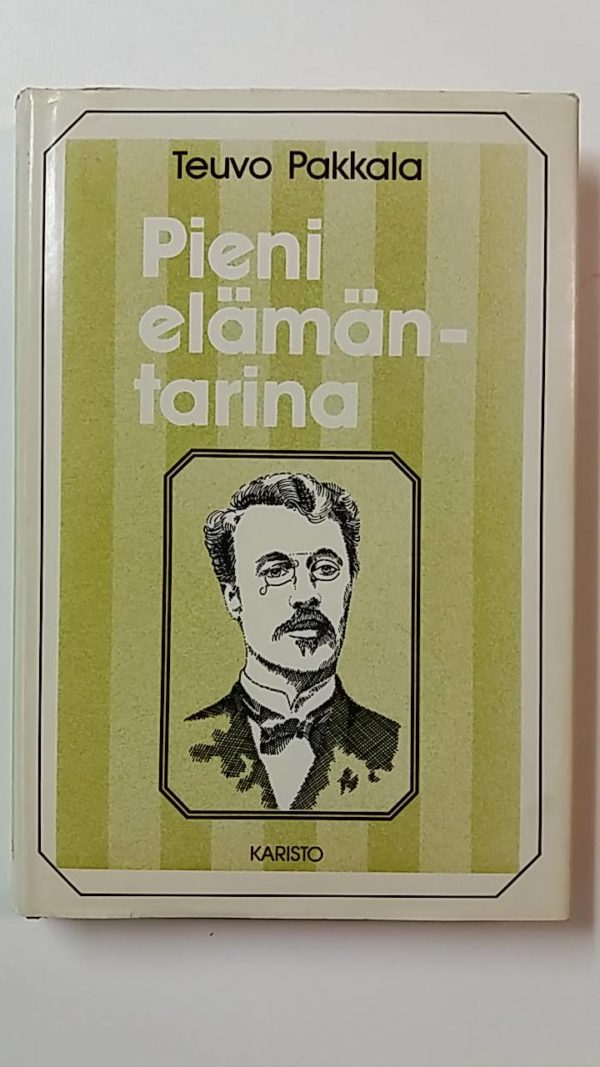 Teuvo Pakkala
Pieni
elämän-
tarina
KARISTO